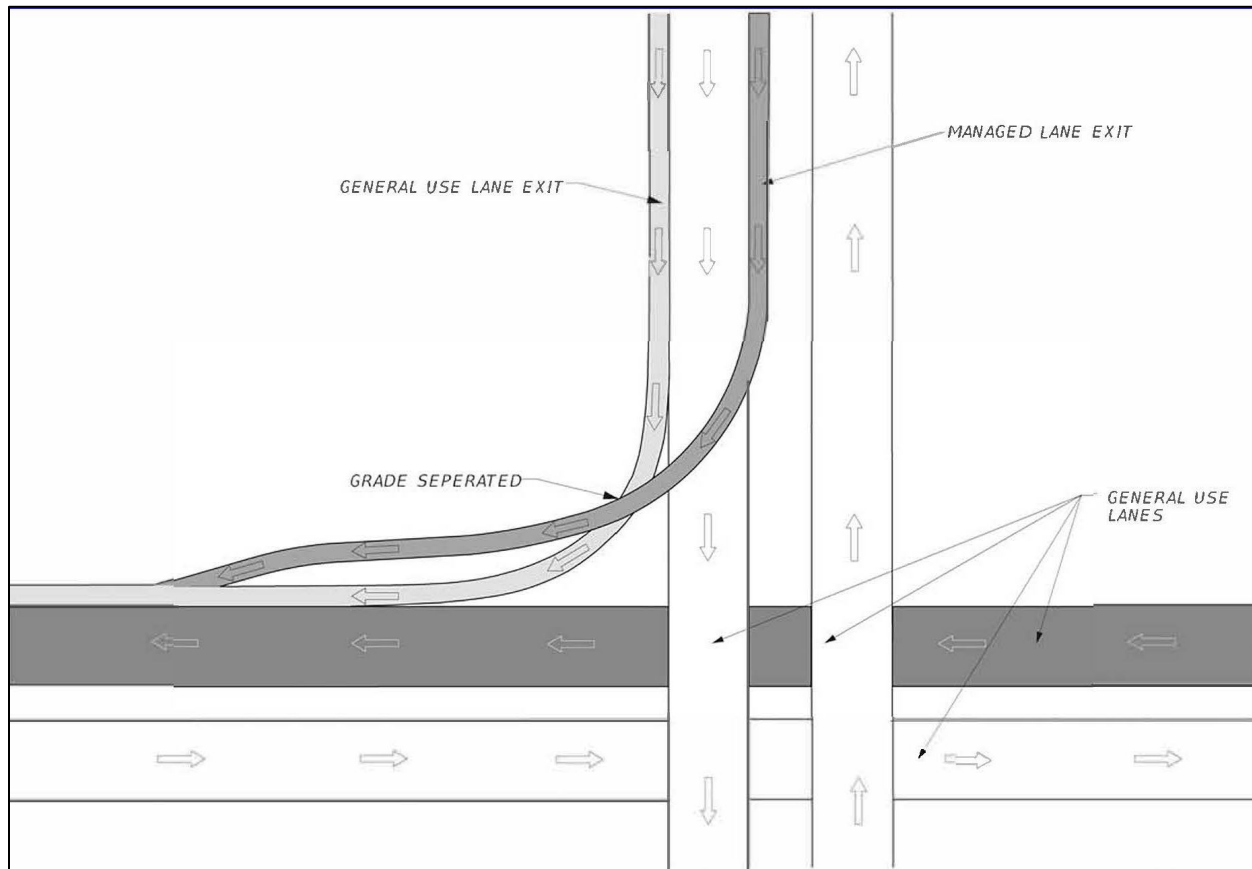 MANAGED LANE EXIT
GENERAL USE LANE EXIT
GRADE SEPERATED
GENERAL USE
LANES